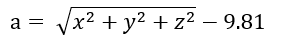 a = √(x² + y² + z²) − 9.81